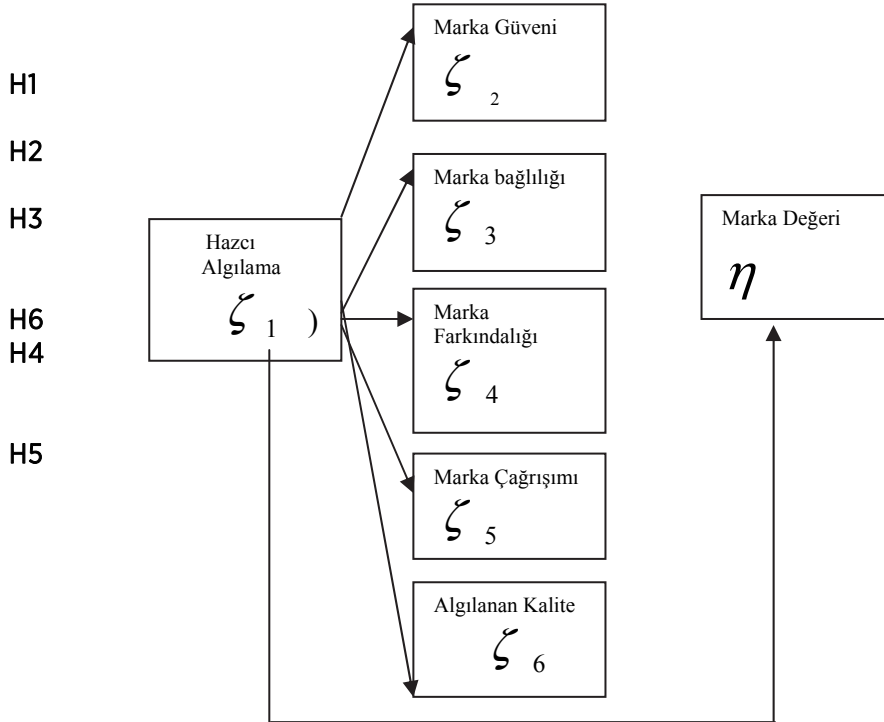 H1
H2
H3
H6
H4
H5
Hazcı
Algılama
ζ 1 )
Marka Güveni
ζ 2
Marka bağlılığı
ζ 3
Marka
Farkındalığı
ζ 4
Marka Çağrışımı
ζ 5
Algılanan Kalite
ζ 6
Marka Değeri
η